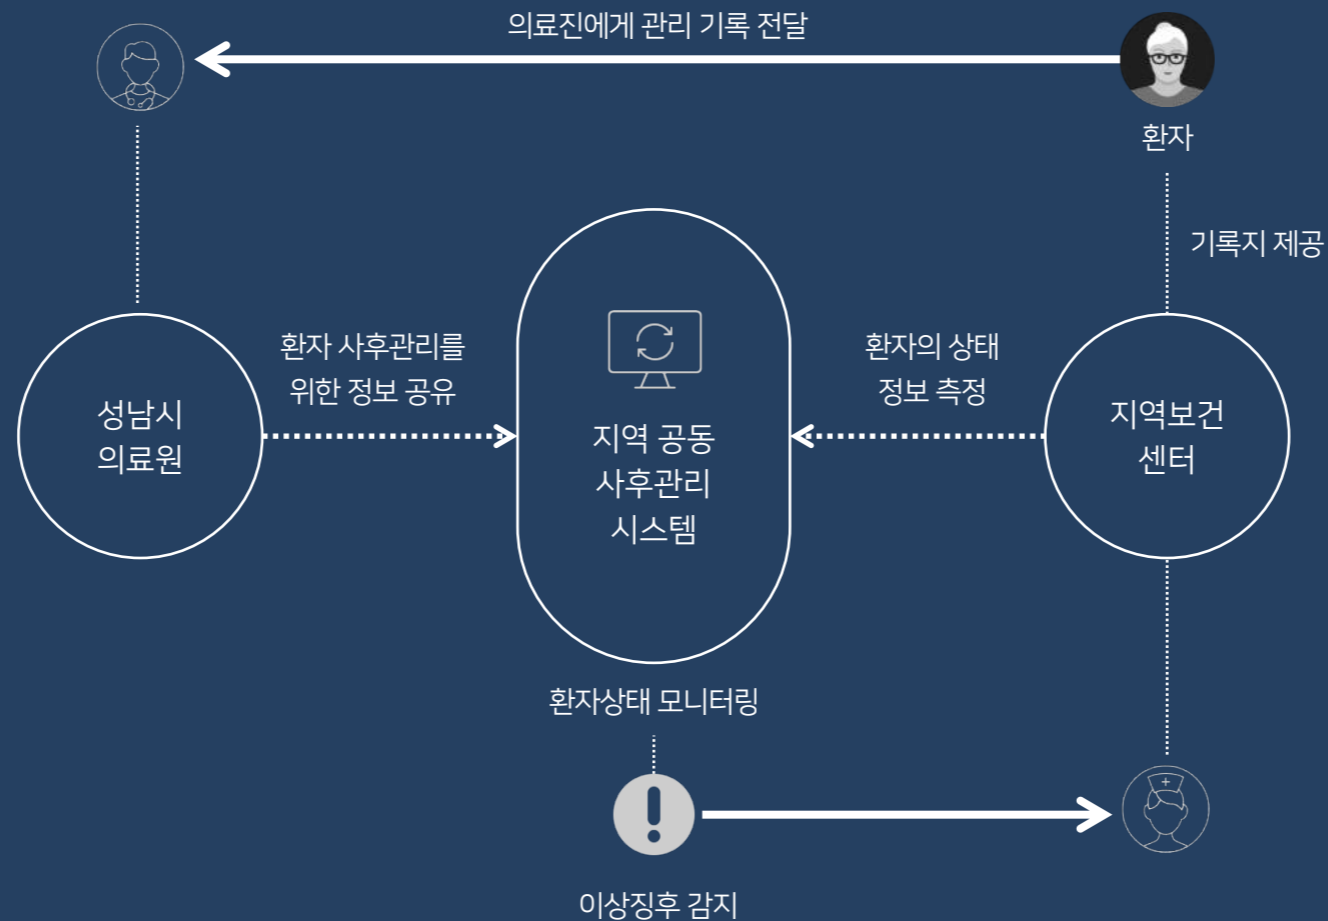 의료진에게 관리 기록 전달
환자
기록지 제공
환자 사후관리를
위한 정보 공유
환자의 상태
정보 측정
성남시
의료원
지역 공동
사후관리
시스템
지역보건
센터
환자상태 모니터링
이상징후 감지